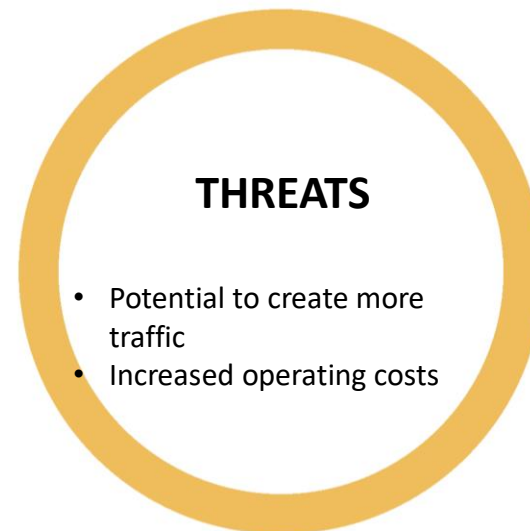 THREATS
• Potential to create more
traffic
• Increased operating costs